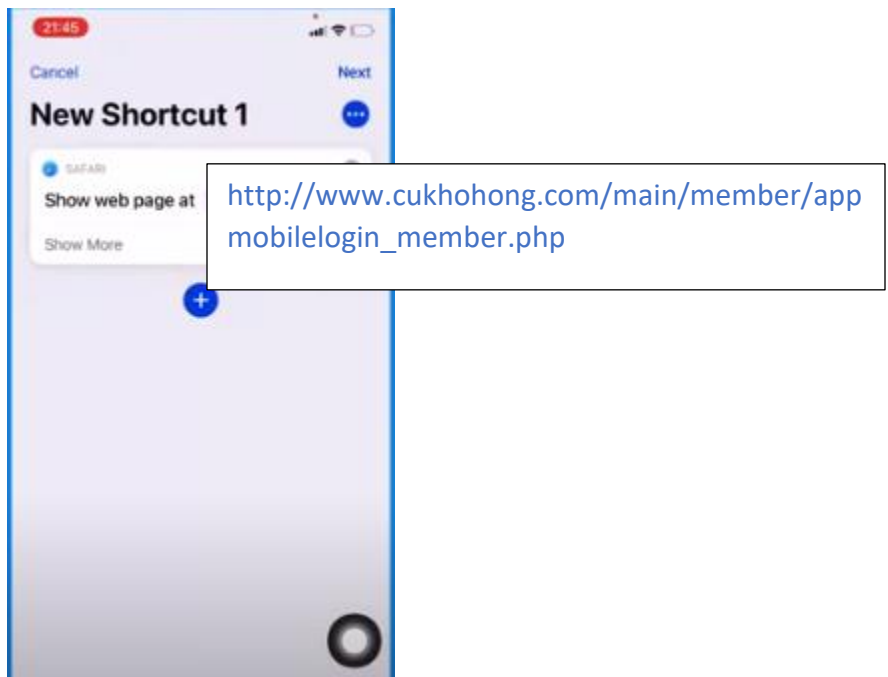 21:45
Cancel Next
New Shortcut 1
SAFARI
Show web page at
http://www.cukhohong.com/main/member/app
mobilelogin_member.php
Show More